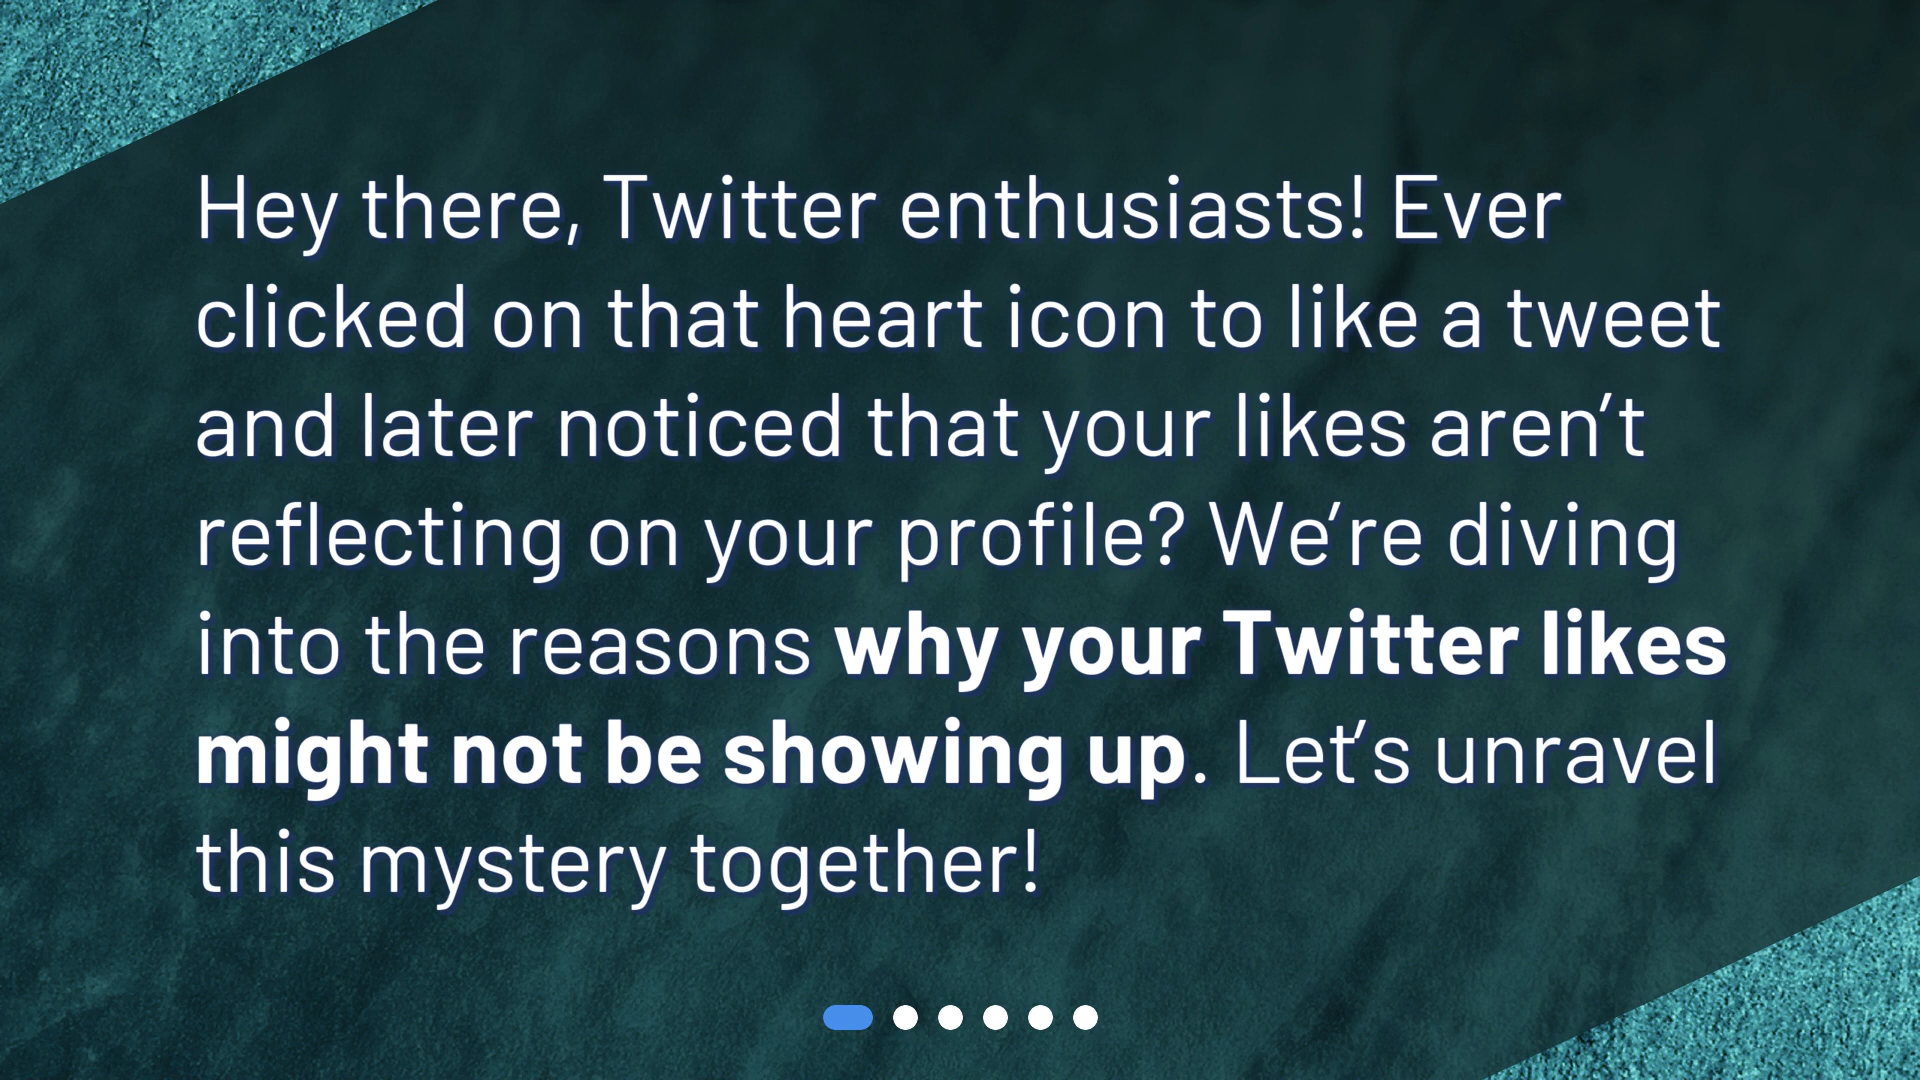 Hey there, Twitter enthusiasts! Ever
clicked on that heart icon to like a tweet
and later noticed that your likes aren’t
reflecting on your profile? We’re diving
into the reasons why your Twitter likes
might not be showing up. Let’s unravel
this mystery together!